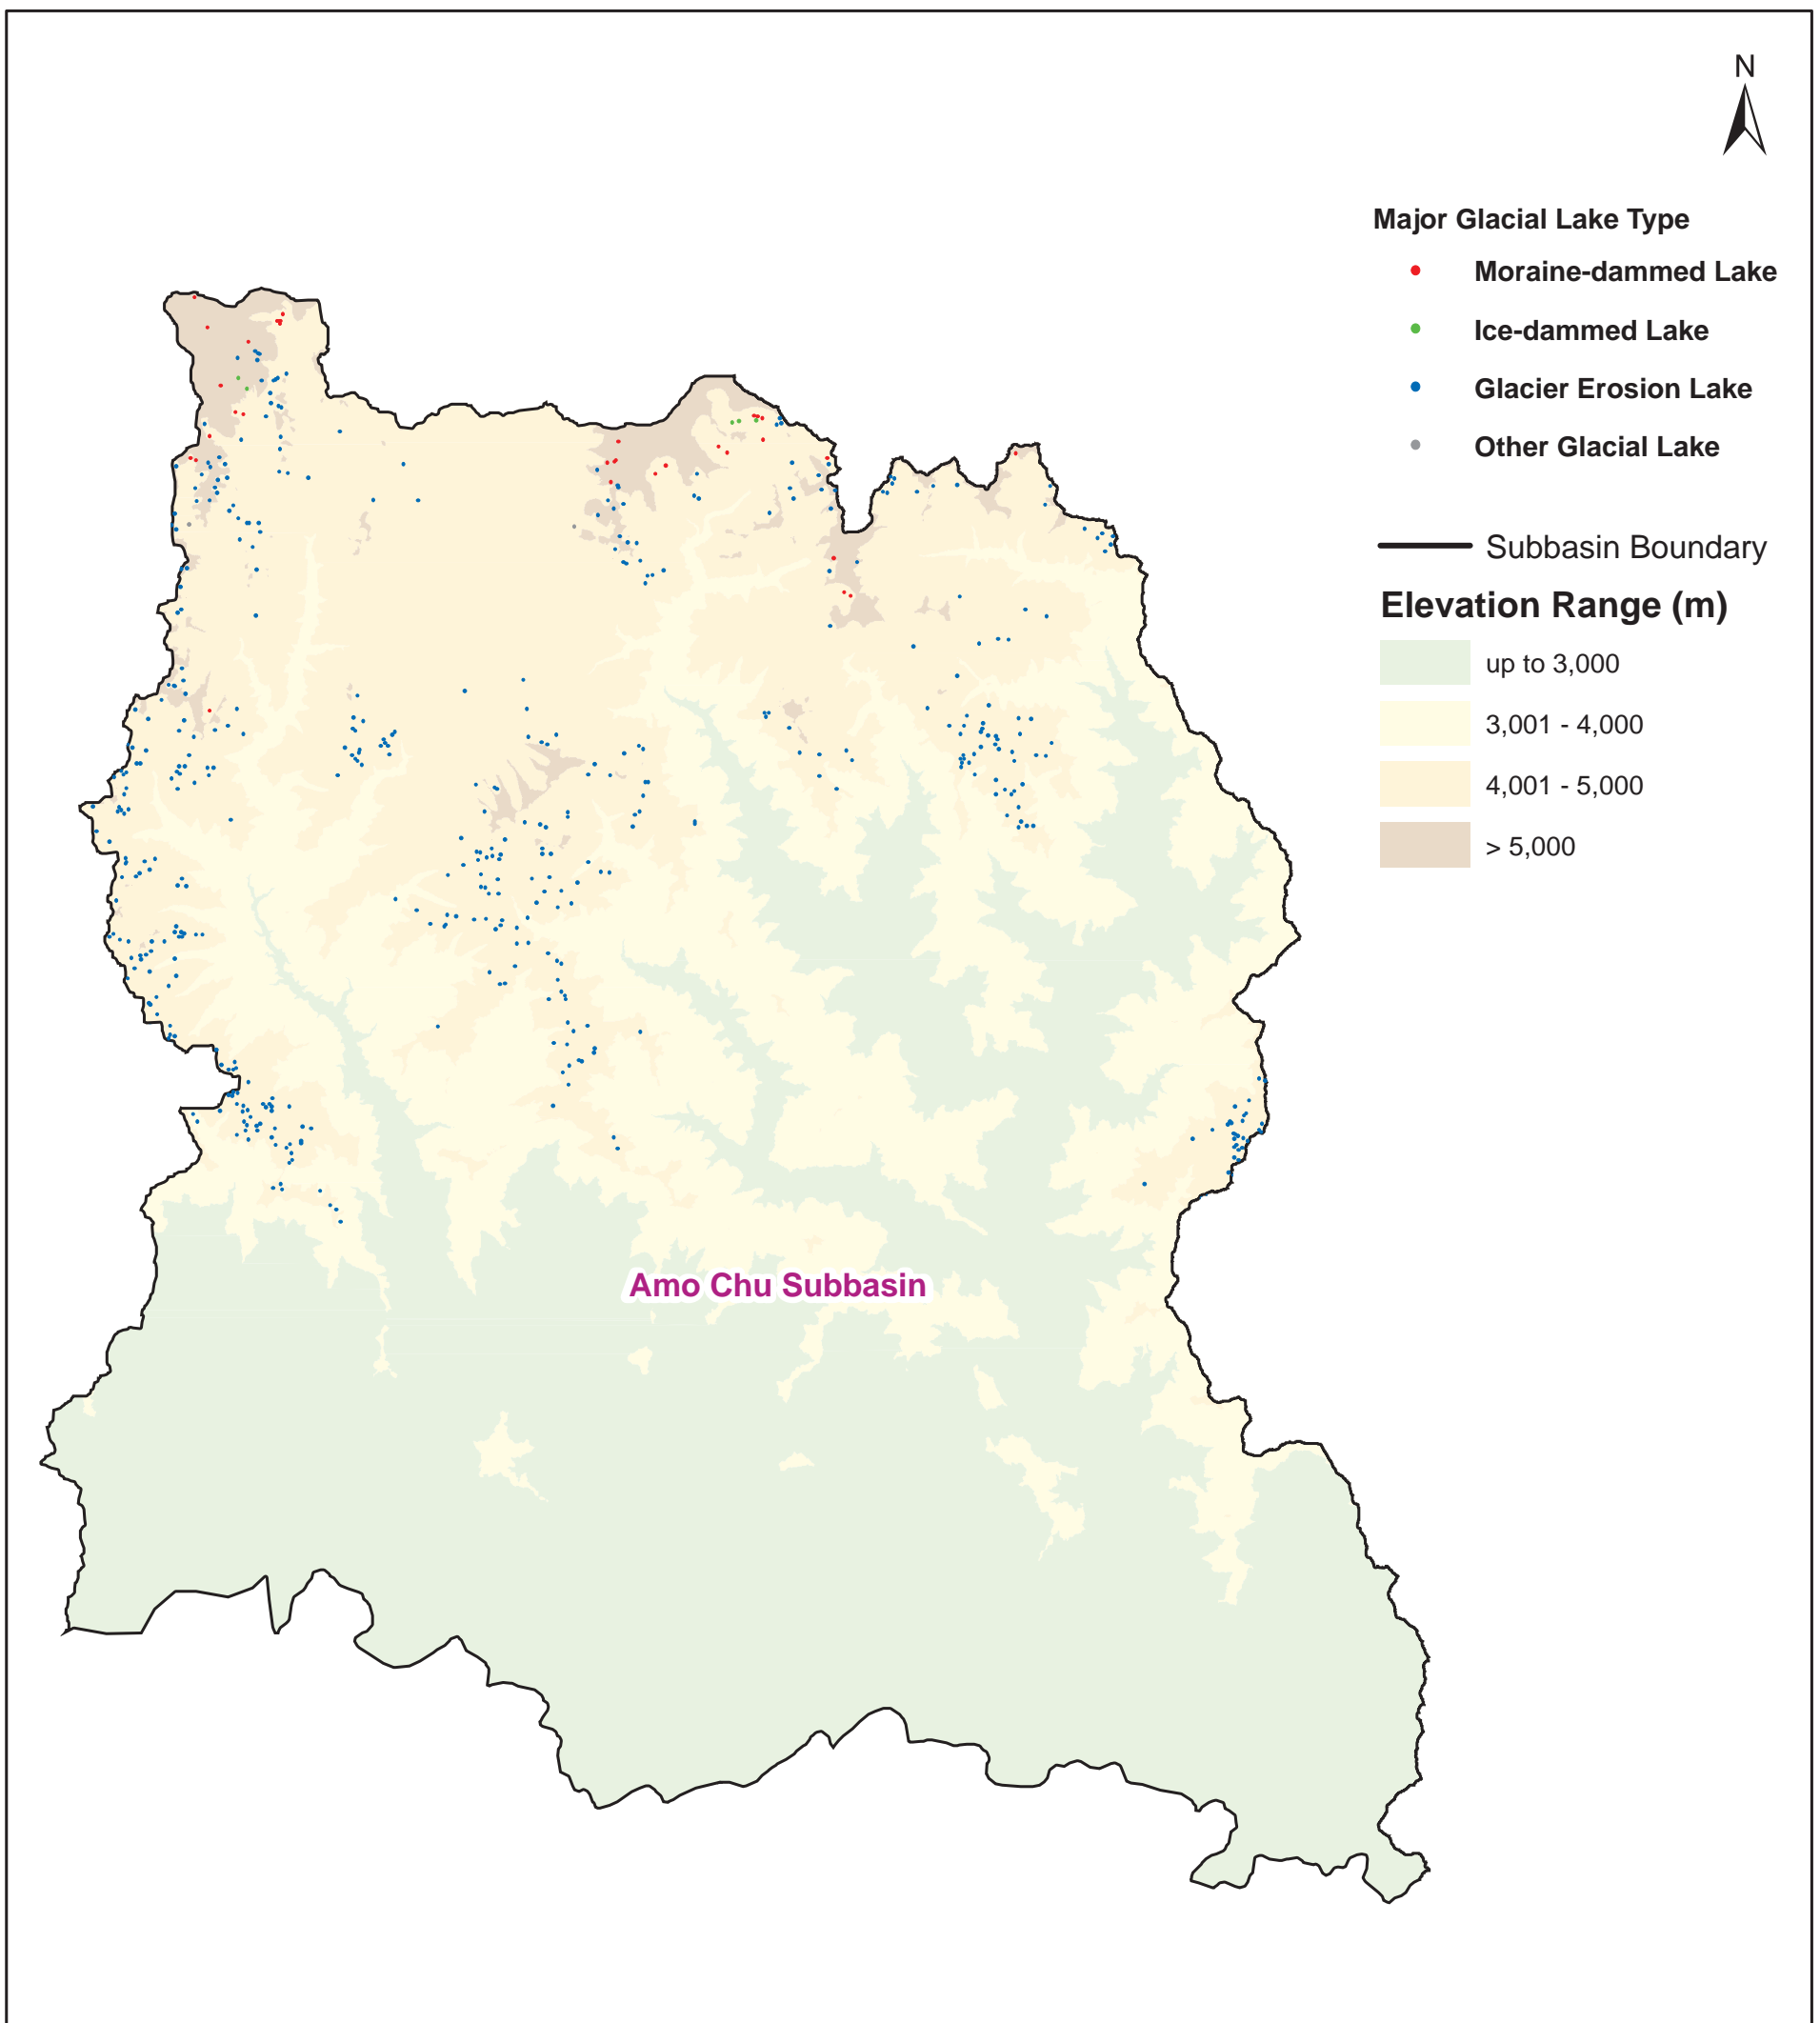 N
Major Glacial Lake Type
Moraine-dammed Lake
Ice-dammed Lake
Glacier Erosion Lake
Other Glacial Lake
Subbasin Boundary
Elevation Range (m)
up to 3,000
3,001 - 4,000
4,001 - 5,000
> 5,000
Amo Chu Subbasin